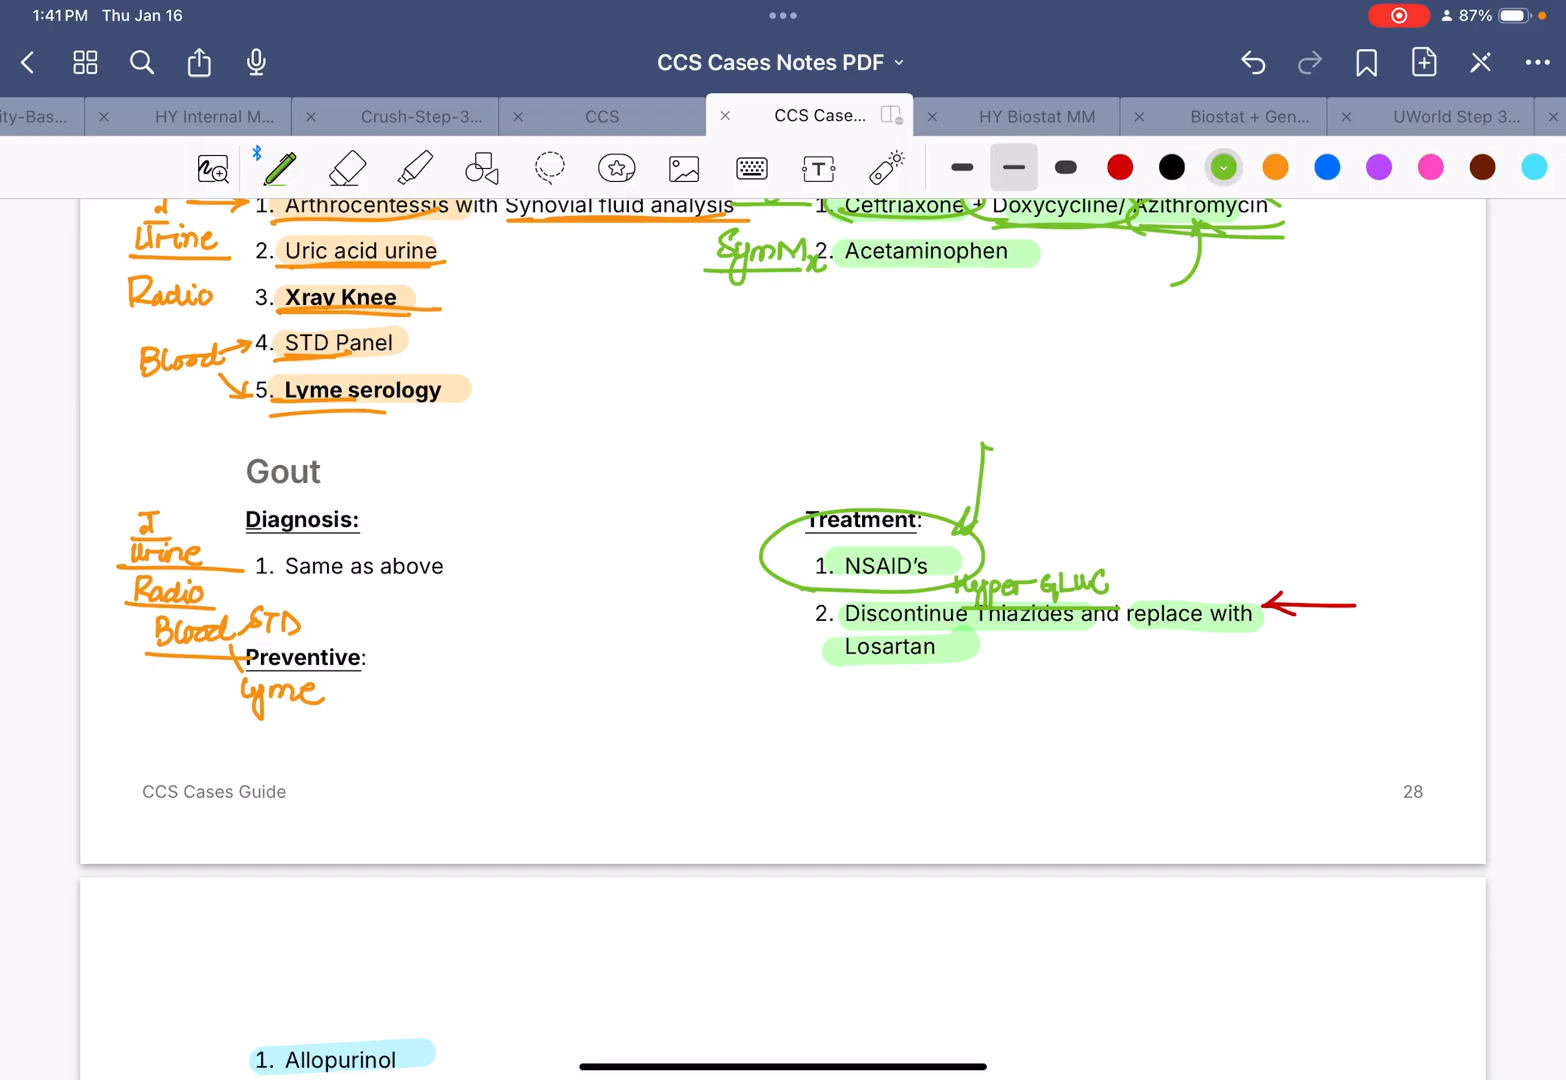 1:41 PM Thu Jan 16
87%
CCS Cases Notes PDF
ity-Bas...
HY Internal M...
Crush-Step-3...
CCS
CCS Case...
HY Biostat MM
Biostat + Gen...
UWorld Step 3...
1. Arthrocentesis with Synovial fluid analysis
Urine
2. Uric acid urine
Radio
3. Xray Knee
4. STD Panel
Blood
5. Lyme serology
1. Ceftriaxone + Doxycycline/ Azithromycin
SymMx
2. Acetaminophen
Gout
Diagnosis:
J
Urine
1. Same as above
Radio
Blood STD
Preventive:
Lyme
Treatment:
1. NSAID's
Hyper-GLUC
2. Discontinue Thiazides and replace with
Losartan
CCS Cases Guide
28
1. Allopurinol